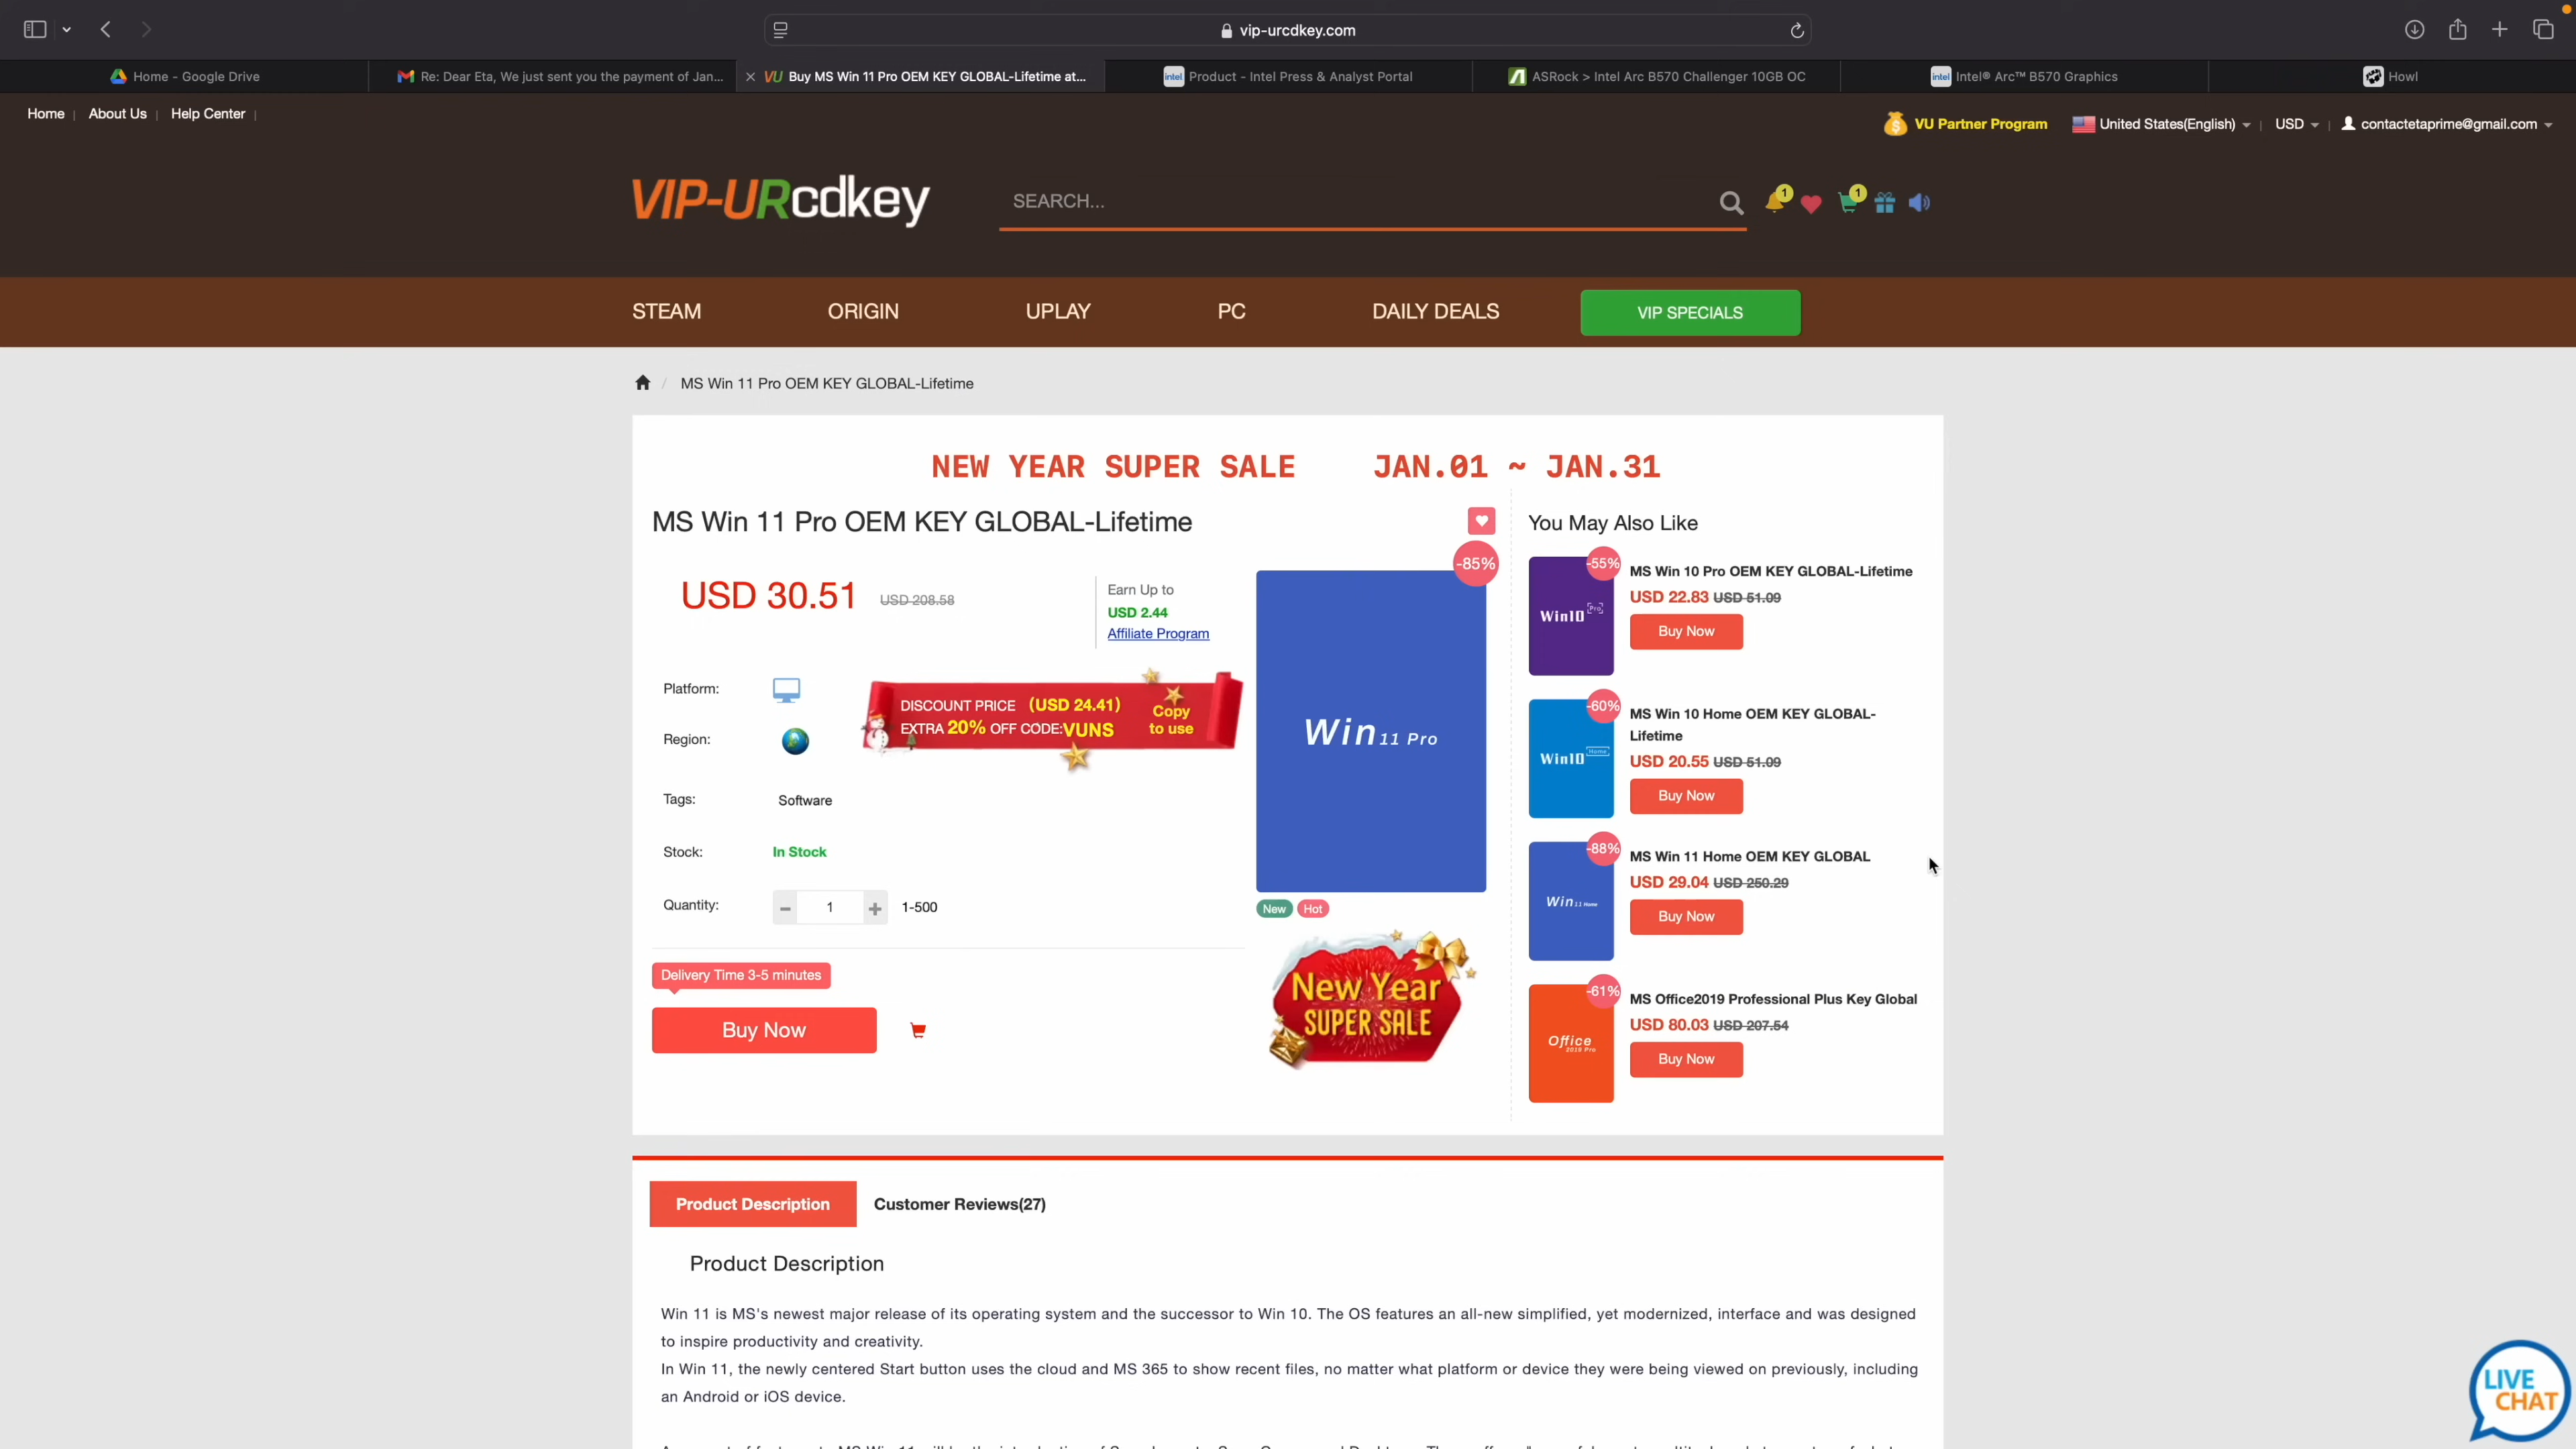 vip-urcdkey.com
Home - Google Drive
Re: Dear Eta, We just sent you the payment of Jan...
VU Buy MS Win 11 Pro OEM KEY GLOBAL-Lifetime at...
intel Product - Intel Press & Analyst Portal
ASRock > Intel Arc B570 Challenger 10GB OC
intel Intel® Arc™ B570 Graphics
Howl
Home | About Us | Help Center |
VU Partner Program
United States(English) | USD | contactetaprime@gmail.com
VIP-URcdkey
SEARCH...
1
1
STEAM
ORIGIN
UPLAY
PC
DAILY DEALS
VIP SPECIALS
/ MS Win 11 Pro OEM KEY GLOBAL-Lifetime
NEW YEAR SUPER SALE JAN.01 ~ JAN.31
MS Win 11 Pro OEM KEY GLOBAL-Lifetime
USD 30.51 USD 208.58
Earn Up to
USD 2.44
Affiliate Program
Platform:
DISCOUNT PRICE (USD 24.41)
EXTRA 20% OFF CODE:VUNS
Copy
to use
Region:
Tags: Software
Stock: In Stock
Quantity: - 1 + 1-500
Delivery Time 3-5 minutes
Buy Now
-85%
Win 11 Pro
New Hot
New Year
SUPER SALE
You May Also Like
-55%
Win10 Pro
MS Win 10 Pro OEM KEY GLOBAL-Lifetime
USD 22.83 USD 51.09
Buy Now
-60%
Win10 Home
MS Win 10 Home OEM KEY GLOBAL-
Lifetime
USD 20.55 USD 51.09
Buy Now
-88%
Win 11 Home
MS Win 11 Home OEM KEY GLOBAL
USD 29.04 USD 250.29
Buy Now
-61%
Office
2019 Pro
MS Office2019 Professional Plus Key Global
USD 80.03 USD 207.54
Buy Now
Product Description
Customer Reviews(27)
Product Description
Win 11 is MS's newest major release of its operating system and the successor to Win 10. The OS features an all-new simplified, yet modernized, interface and was designed
to inspire productivity and creativity.
In Win 11, the newly centered Start button uses the cloud and MS 365 to show recent files, no matter what platform or device they were being viewed on previously, including
an Android or iOS device.
LIVE
CHAT